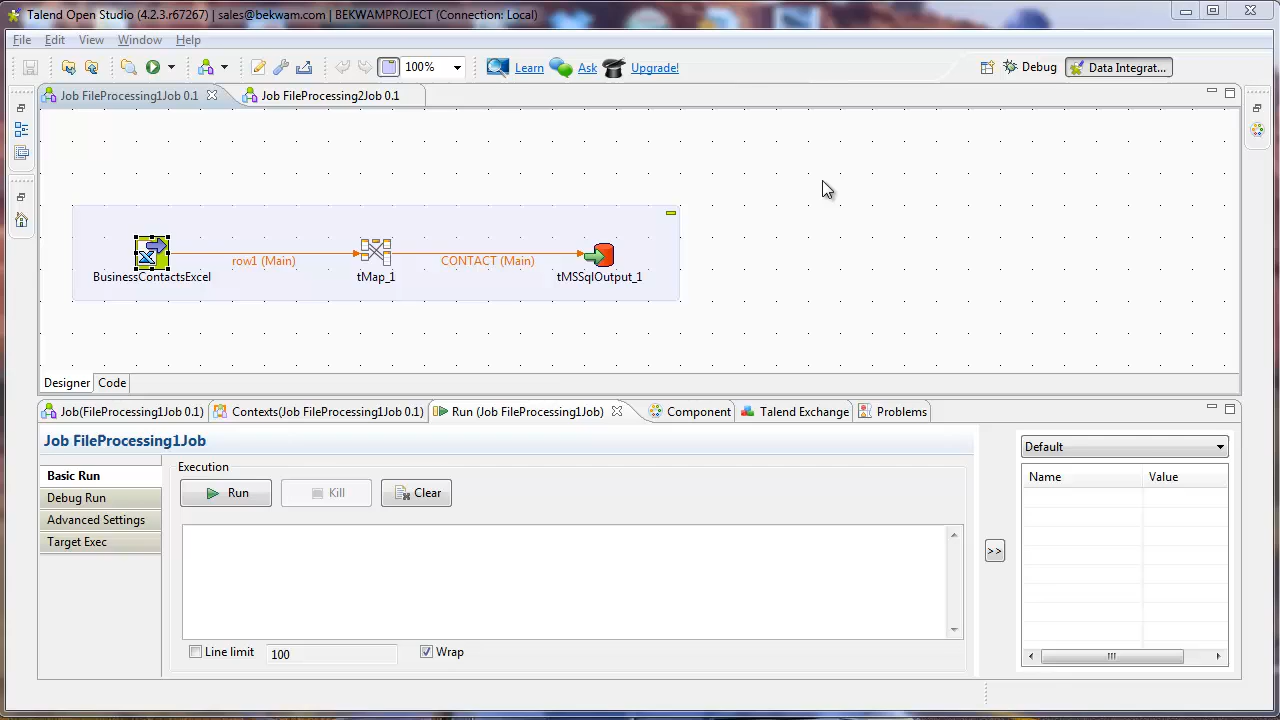 Talend Open Studio (4.2.3.r67267) | sales@bekwam.com | BEKWAMPROJECT (Connection: Local)
File Edit View Window Help
100% Learn Ask Upgrade! Debug Data Integrat...
Job FileProcessing1Job 0.1 Job FileProcessing2Job 0.1
row1 (Main) CONTACT (Main)
BusinessContactsExcel tMap_1 tMSSqlOutput_1
Designer Code
Job(FileProcessing1Job 0.1) Contexts(Job FileProcessing1Job 0.1) Run (Job FileProcessing1Job) Component Talend Exchange Problems
Job FileProcessing1Job
Default
Execution
Basic Run
Name Value
Run Kill Clear
Debug Run
Advanced Settings
Target Exec
>>
Line limit 100 Wrap